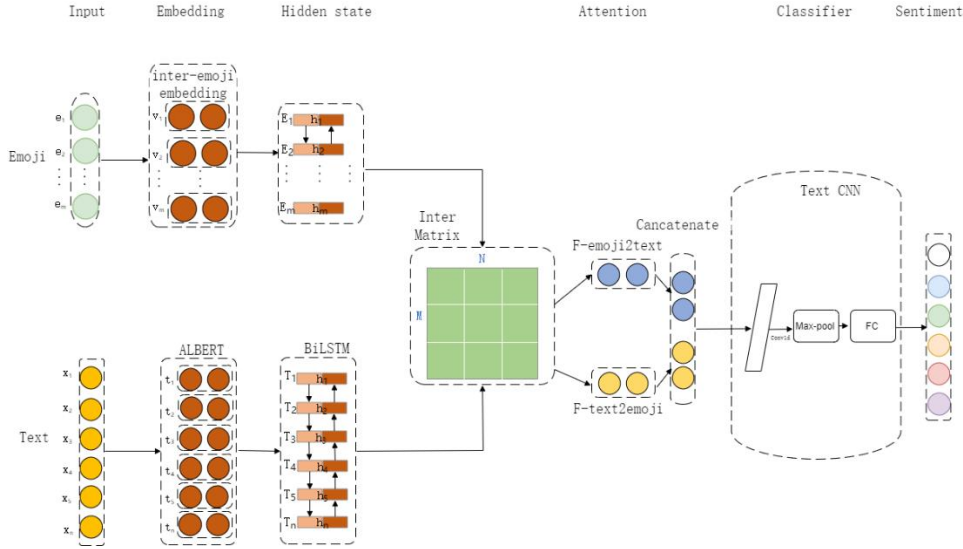 Input Embedding Hidden state Attention Classifier Sentiment
inter-emoji
embedding
Emoji
e1
e2
em
v1
v2
vm
E1 h1
E2 h2
Em hm
Inter
Matrix
N
M
F-emoji2text
Cancatenate
F-text2emoji
Text CNN
Max-pool
FC
ALBERT
BiLSTM
Text
x1
x2
x3
x4
x5
xn
t1
t2
t3
t4
t5
tn
T1 h1
T2 h2
T3 h3
T4 h4
T5 h5
Tn hn